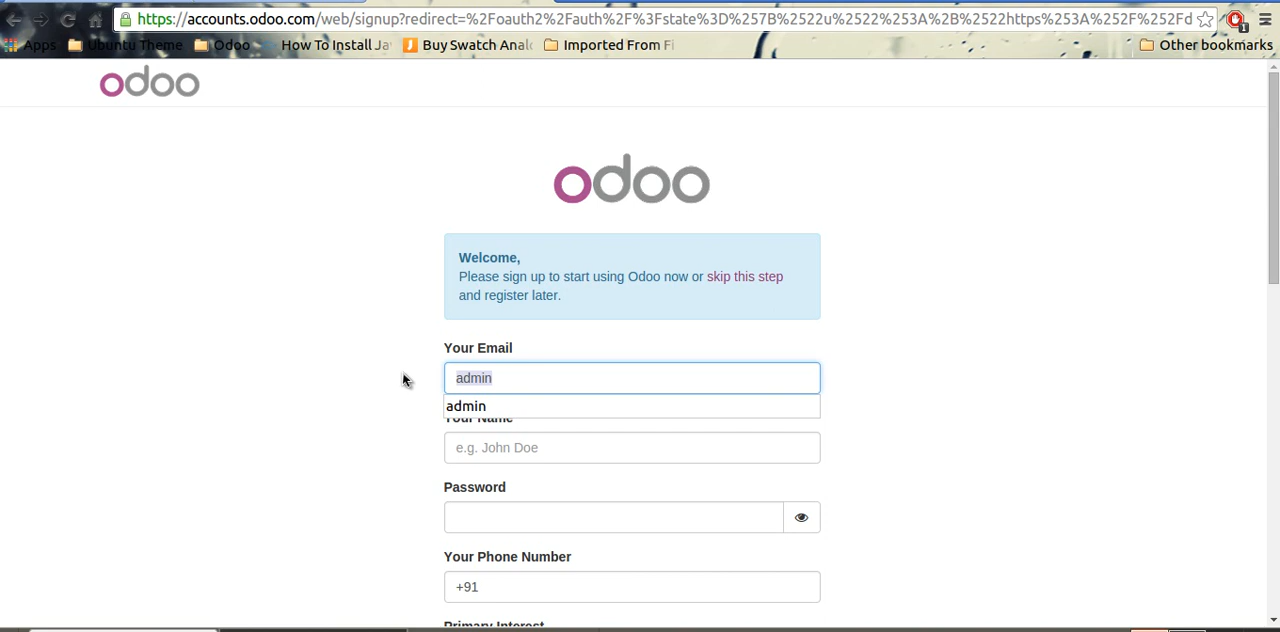 https://accounts.odoo.com/web/signup?redirect=%2Foauth2%2Fauth%2F%3Fstate%3D%257B%2522u%2522%253A%2B%2522https%253A%252F%252Fd
1
Apps Ubuntu Theme Odoo How To Install Ja Buy Swatch Anal Imported From Fi Other bookmarks
odoo
odoo
Welcome,
Please sign up to start using Odoo now or skip this step
and register later.
Your Email
admin
admin
Your Name
e.g. John Doe
Password
Your Phone Number
+91
Primary Interest